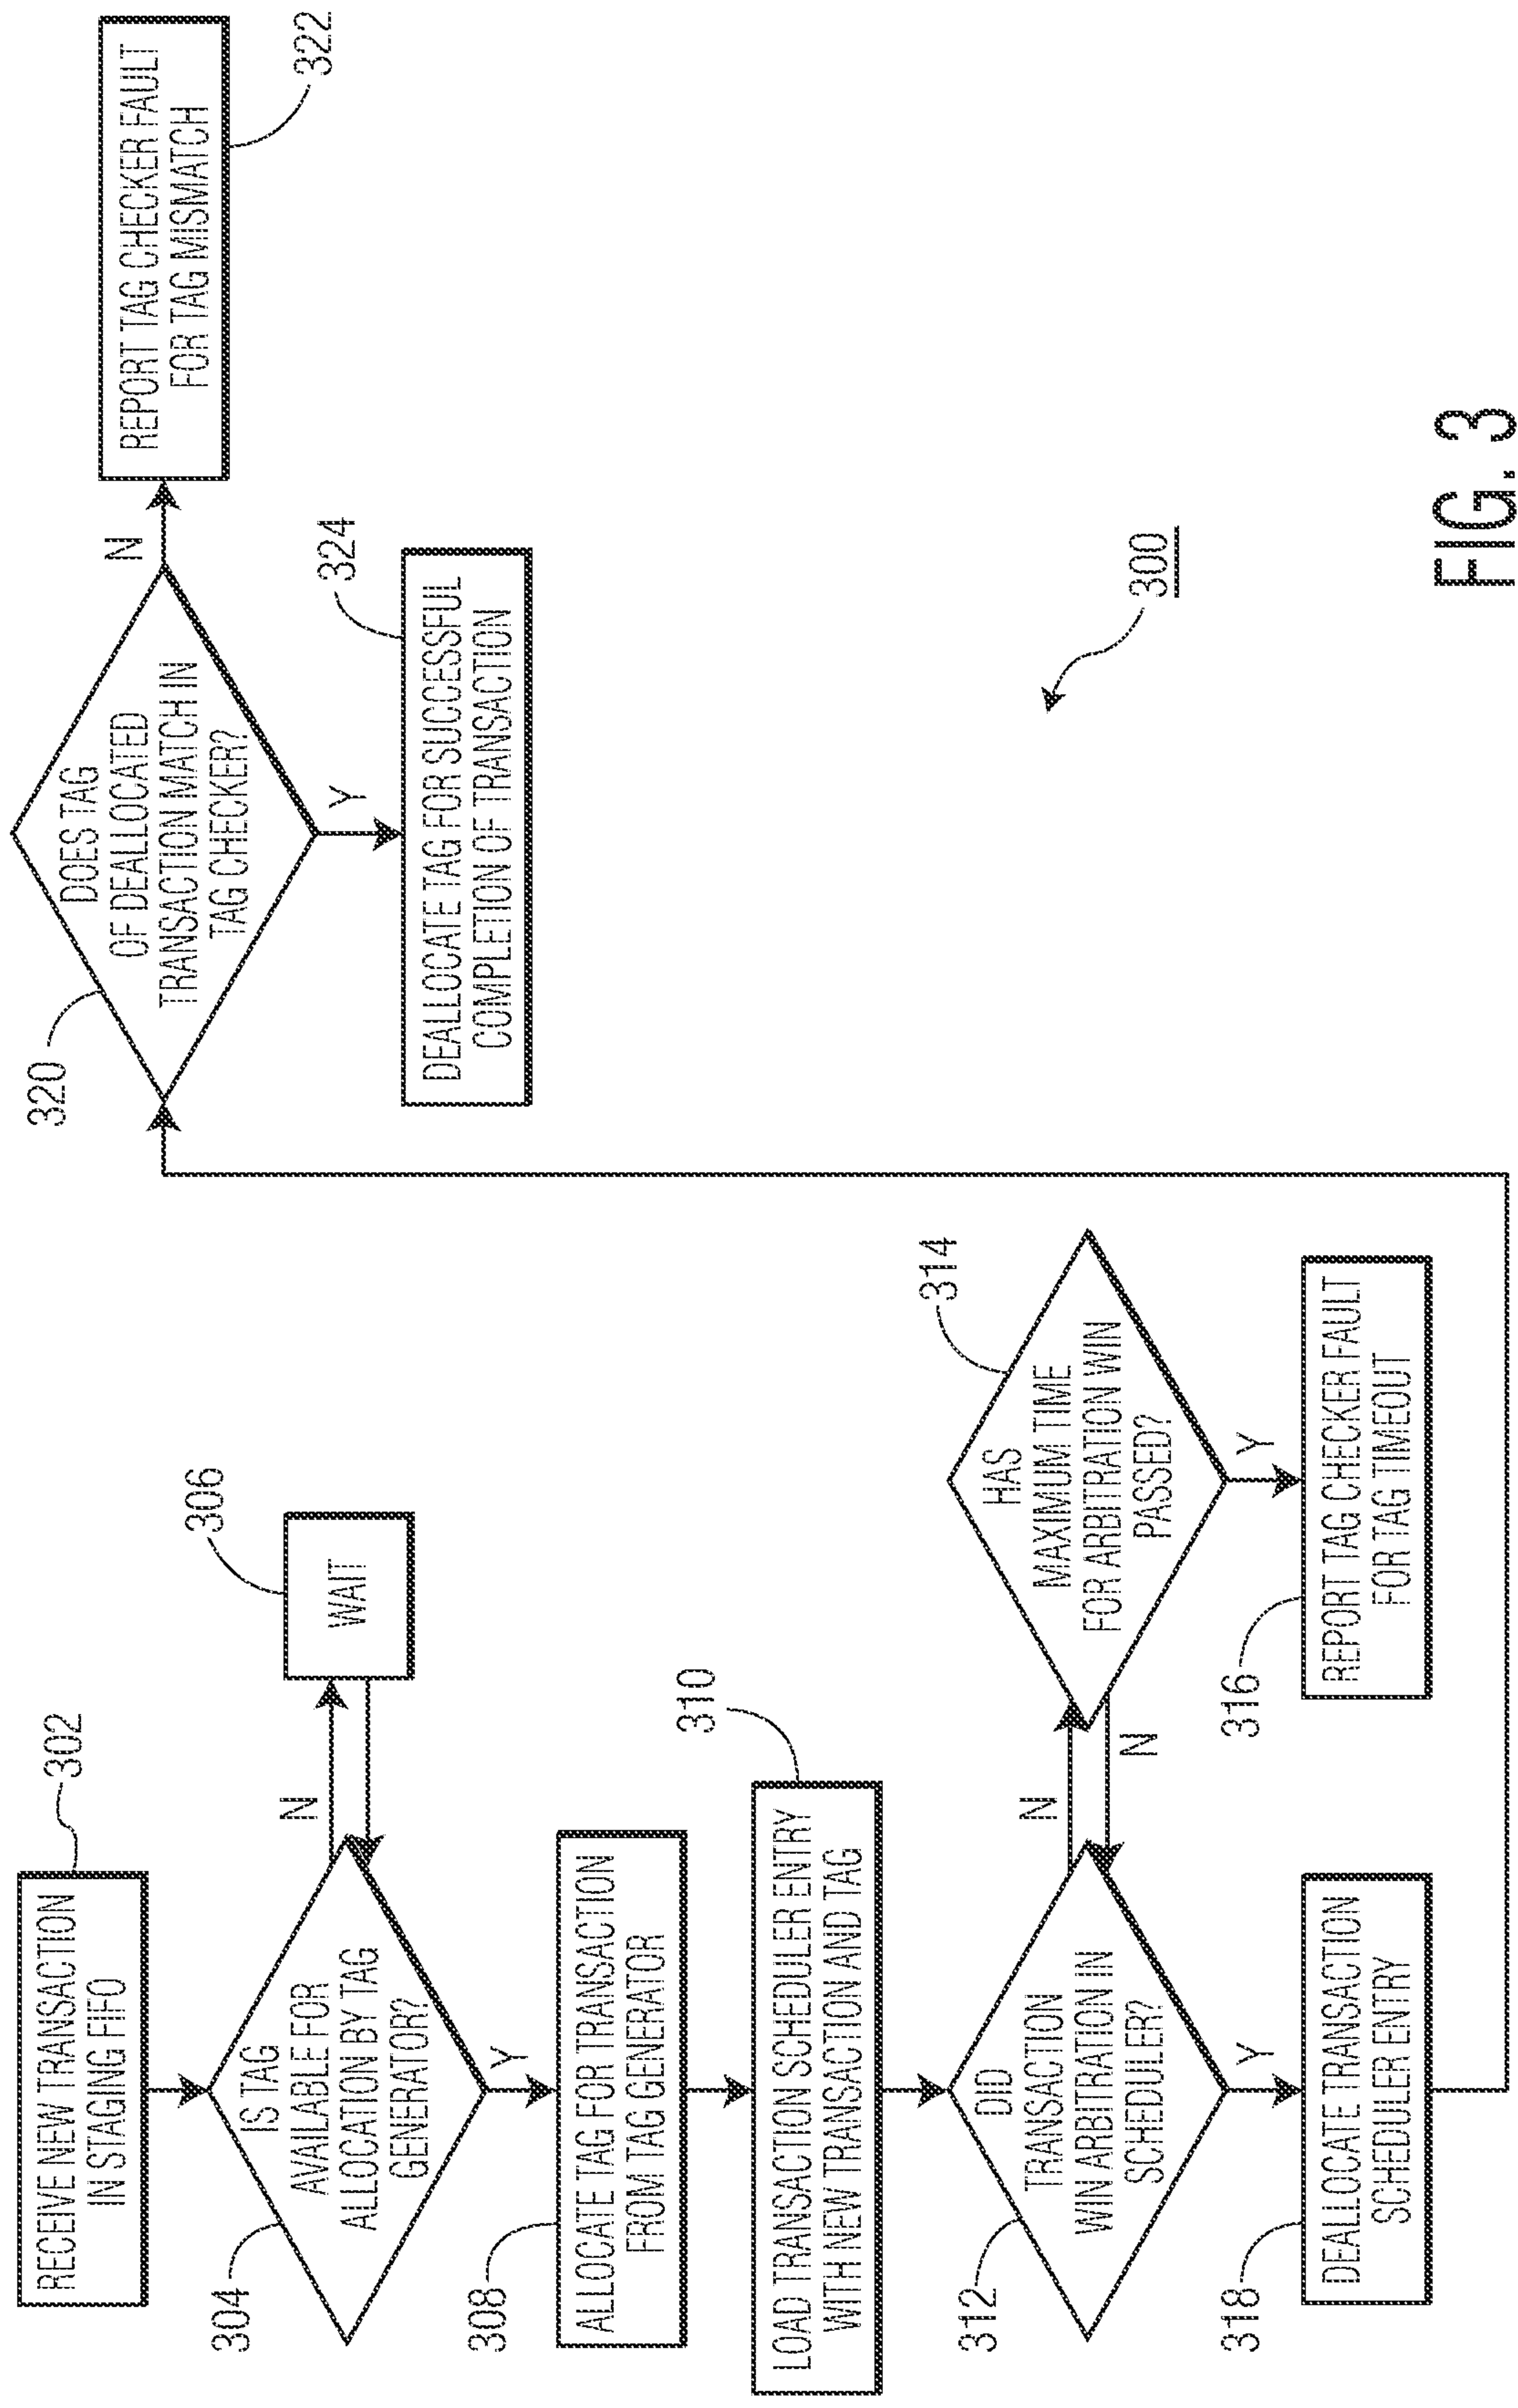 302
RECEIVE NEW TRANSACTION
IN STAGING FIFO
304
IS TAG
AVAILABLE FOR
ALLOCATION BY TAG
GENERATOR?
N
306
WAIT
Y
308
ALLOCATE TAG FOR TRANSACTION
FROM TAG GENERATOR
310
LOAD TRANSACTION SCHEDULER ENTRY
WITH NEW TRANSACTION AND TAG
312
DID
TRANSACTION
WIN ARBITRATION IN
SCHEDULER?
N
N
314
HAS
MAXIMUM TIME
FOR ARBITRATION WIN
PASSED?
Y
316
REPORT TAG CHECKER FAULT
FOR TAG TIMEOUT
Y
318
DEALLOCATE TRANSACTION
SCHEDULER ENTRY
320
DOES TAG
OF DEALLOCATED
TRANSACTION MATCH IN
TAG CHECKER?
N
REPORT TAG CHECKER FAULT
FOR TAG MISMATCH
322
Y
324
DEALLOCATE TAG FOR SUCCESSFUL
COMPLETION OF TRANSACTION
300
FIG. 3